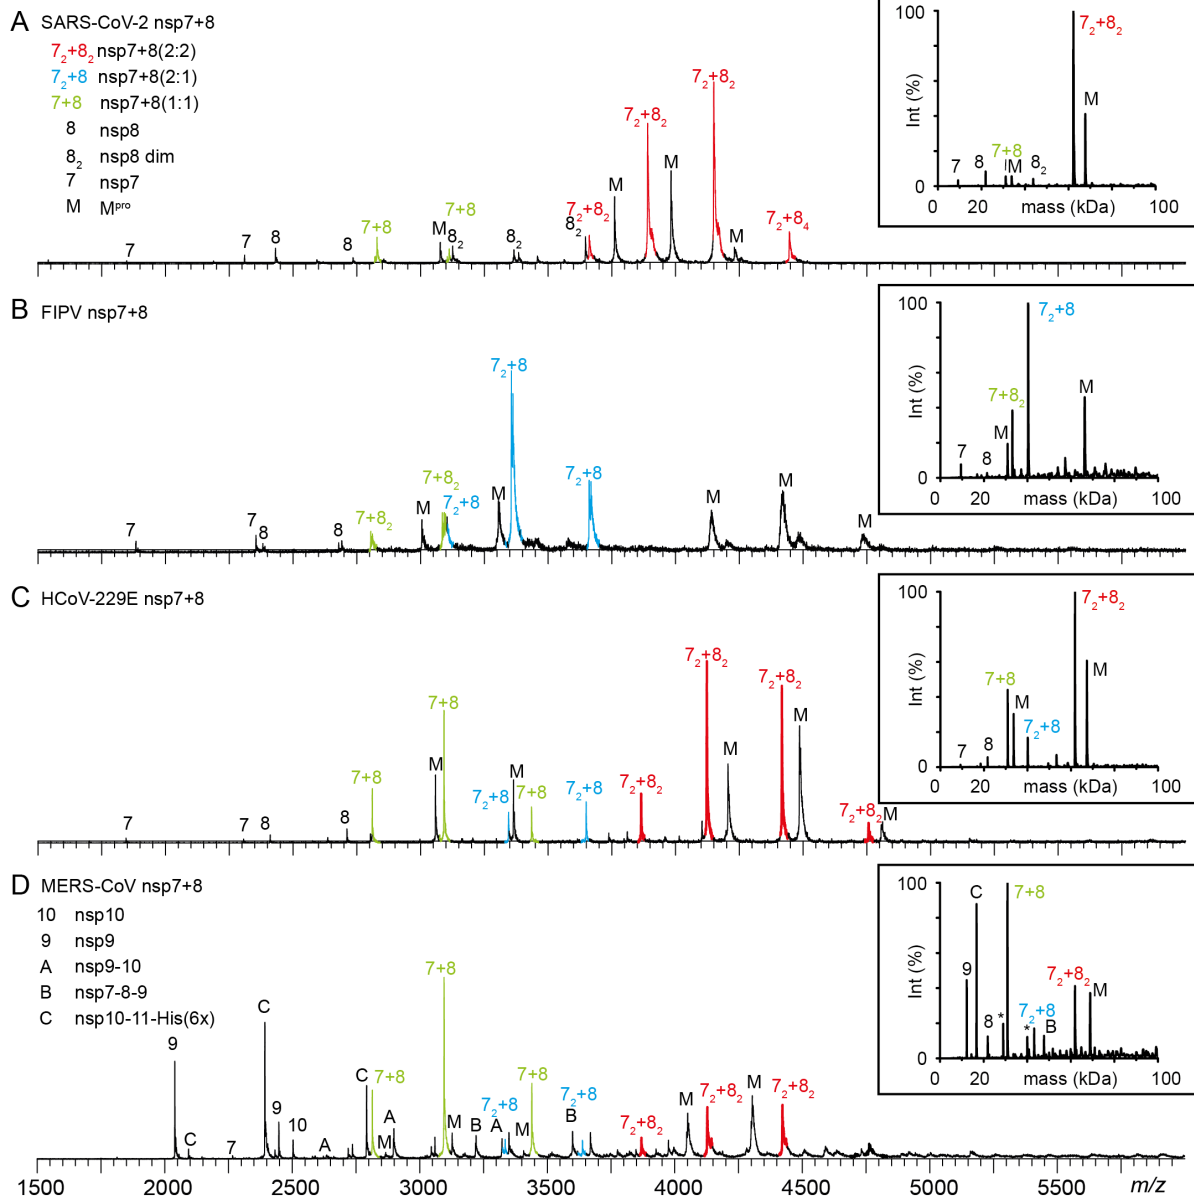 A SARS-CoV-2 nsp7+8
7₂+8₂ nsp7+8(2:2)
7₂+8 nsp7+8(2:1)
7+8 nsp7+8(1:1)
8 nsp8
8₂ nsp8 dim
7 nsp7
M Mᵖʳᵒ
7 7 8 8 7+8 M 7+8 8₂ 8₂ 8₂ 7₂+8₂ M 7₂+8₂ M 7₂+8₂ M 7₂+8₄
100
Int (%)
7 8 7+8 M 8₂ 7₂+8₂ M
0 20 mass (kDa) 100
B FIPV nsp7+8
7 7 8 8 7+8₂ M 7+8₂ 7₂+8 M 7₂+8 7₂+8 M M M
100
Int (%)
7 8 M 7+8₂ 7₂+8 M
0 20 mass (kDa) 100
C HCoV-229E nsp7+8
7 7 8 8 7+8 M 7+8 7₂+8 M 7+8 7₂+8 7₂+8₂ 7₂+8₂ M 7₂+8₂ M 7₂+8₂ M
100
Int (%)
7 8 7+8 M 7₂+8 7₂+8₂ M
0 20 mass (kDa) 100
D MERS-CoV nsp7+8
10 nsp10
9 nsp9
A nsp9-10
B nsp7-8-9
C nsp10-11-His(6x)
9 C 7 C 9 10 A C 7+8 M A 7+8 M B A 7₂+8 M 7+8 B 7₂+8 7₂+8₂ M 7₂+8₂ M 7₂+8₂
100
Int (%)
9 C 8 * 7+8 * 7₂+8 B 7₂+8₂ M
0 20 mass (kDa) 100
1500 2000 2500 3000 3500 4000 4500 5000 m/z